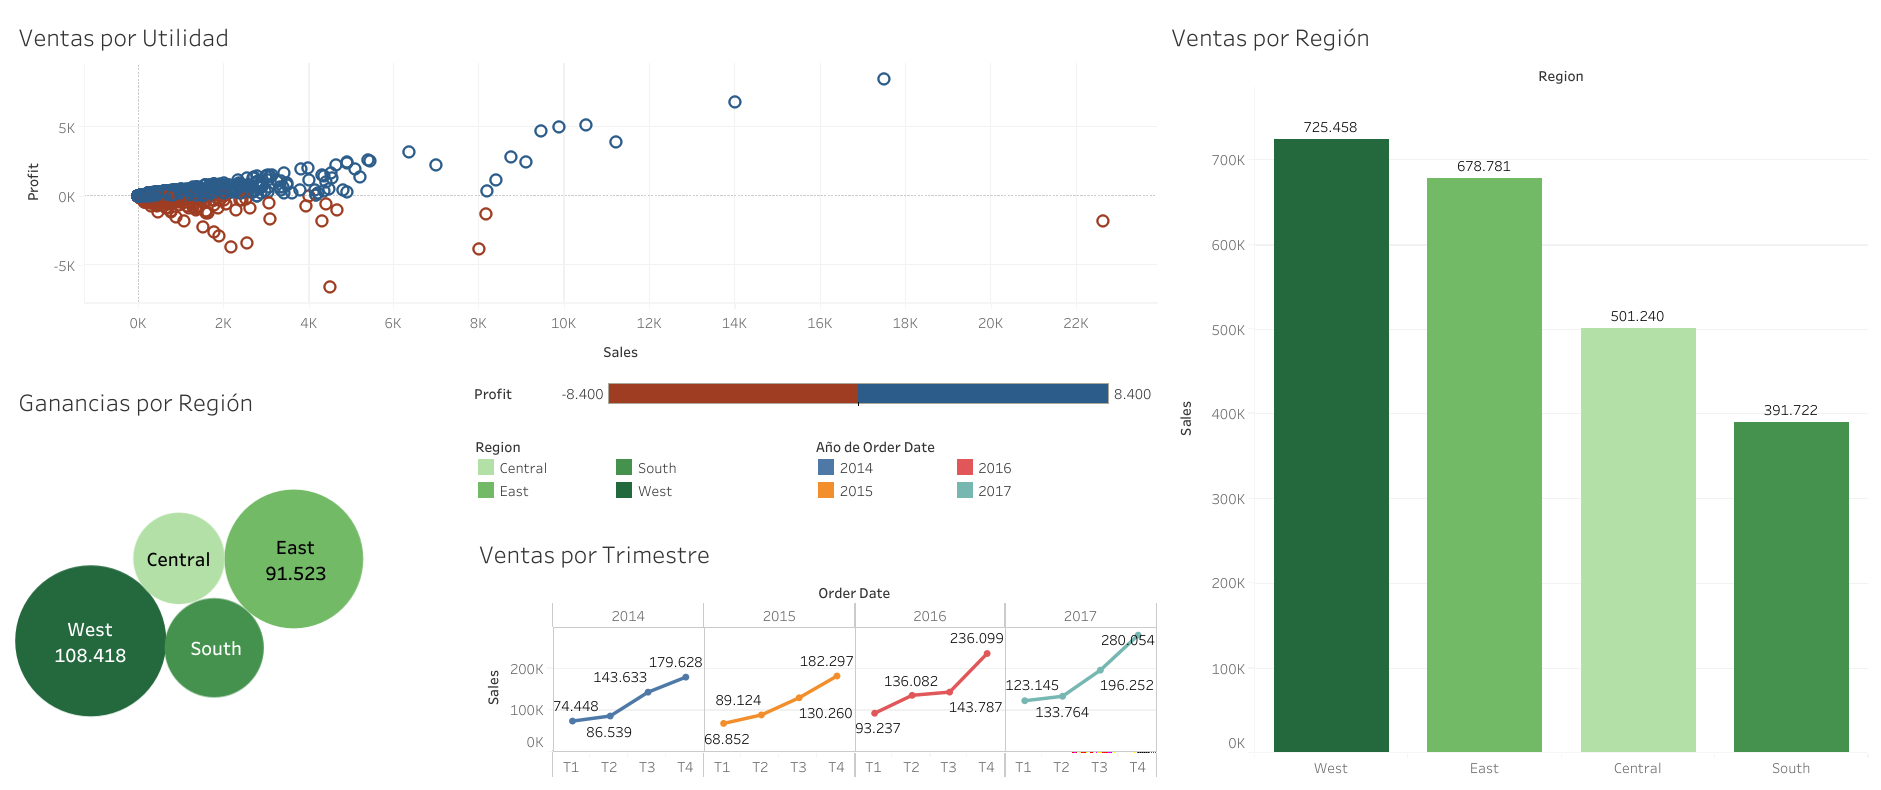 Ventas por Utilidad
Profit
5K
0K
-5K
0K 2K 4K 6K 8K 10K 12K 14K 16K 18K 20K 22K
Sales
Profit -8.400 8.400
Region
Central South
East West
Año de Order Date
2014 2016
2015 2017
Ganancias por Región
Central
East
91.523
West
108.418
South
Ventas por Trimestre
Order Date
2014 2015 2016 2017
Sales
200K
100K
0K
74.448 86.539 143.633 179.628
68.852 89.124 130.260 182.297
93.237 136.082 143.787 236.099
123.145 133.764 196.252 280.054
T1 T2 T3 T4 T1 T2 T3 T4 T1 T2 T3 T4 T1 T2 T3 T4
Ventas por Región
Region
Sales
700K
600K
500K
400K
300K
200K
100K
0K
725.458
678.781
501.240
391.722
West East Central South